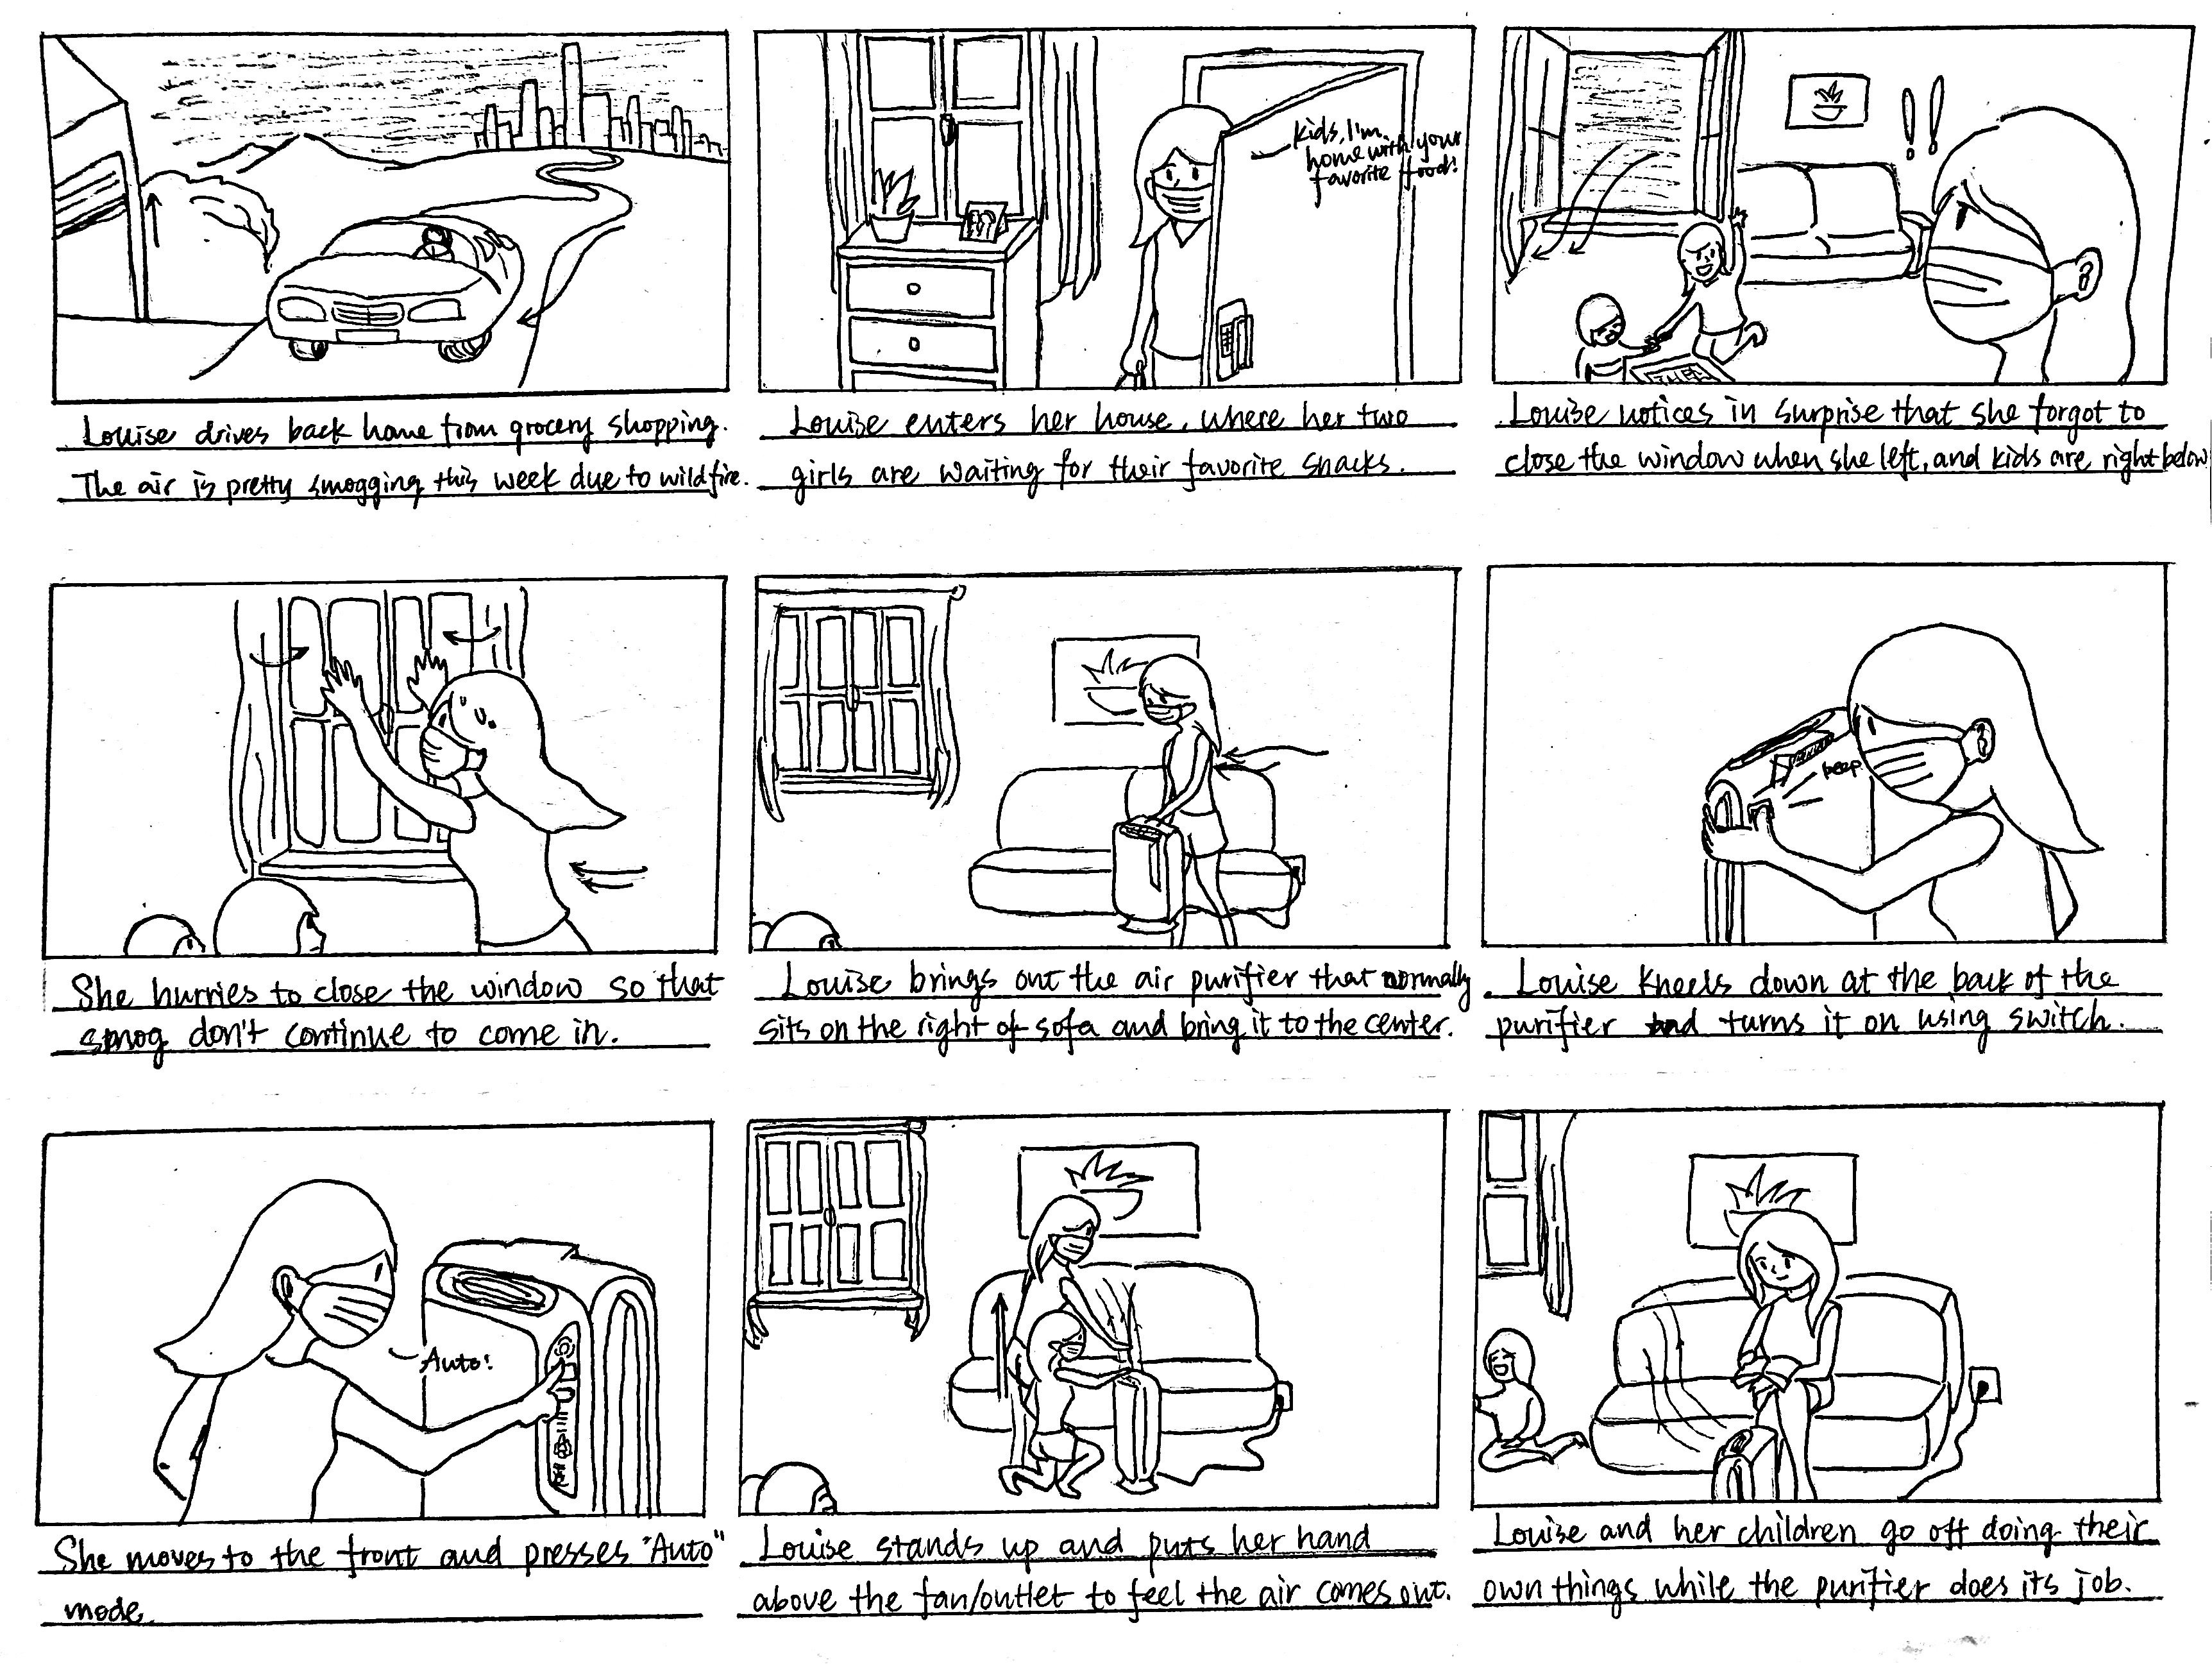 Kids, I'm
home with your
favorite food!
Louise drives back home from grocery shopping.
The air is pretty smogging this week due to wildfire.
Louise enters her house, where her two
girls are waiting for their favorite snacks.
!!
Louise notices in surprise that she forgot to
close the window when she left, and kids are right below
She hurries to close the window so that
smog don't continue to come in.
Louise brings out the air purifier that normally
sits on the right of sofa and bring it to the center.
beep
Louise kneels down at the back of the
purifier and turns it on using switch.
Auto!
She moves to the front and presses "Auto"
mode.
Louise stands up and puts her hand
above the fan/outlet to feel the air comes out.
Louise and her children go off doing their
own things while the purifier does its job.